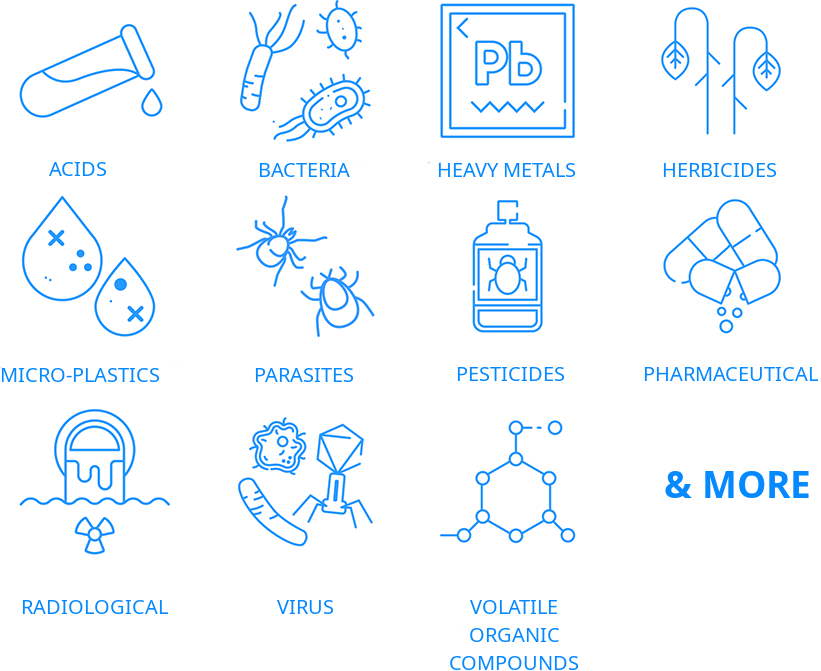 Pb
ACIDS
BACTERIA
HEAVY METALS
HERBICIDES
MICRO-PLASTICS
PARASITES
PESTICIDES
PHARMACEUTICAL
& MORE
RADIOLOGICAL
VIRUS
VOLATILE
ORGANIC
COMPOUNDS